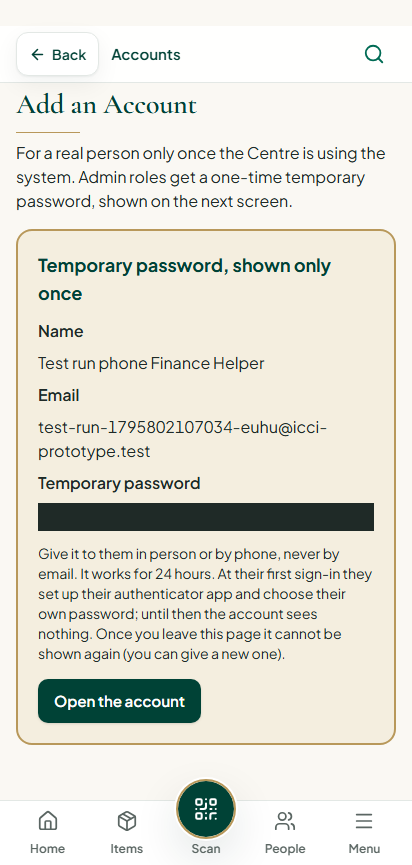 Back
Accounts
Add an Account
For a real person only once the Centre is using the
system. Admin roles get a one-time temporary
password, shown on the next screen.
Temporary password, shown only
once
Name
Test run phone Finance Helper
Email
test-run-1795802107034-euhu@icci-
prototype.test
Temporary password
Give it to them in person or by phone, never by
email. It works for 24 hours. At their first sign-in they
set up their authenticator app and choose their
own password; until then the account sees
nothing. Once you leave this page it cannot be
shown again (you can give a new one).
Open the account
Home
Items
Scan
People
Menu